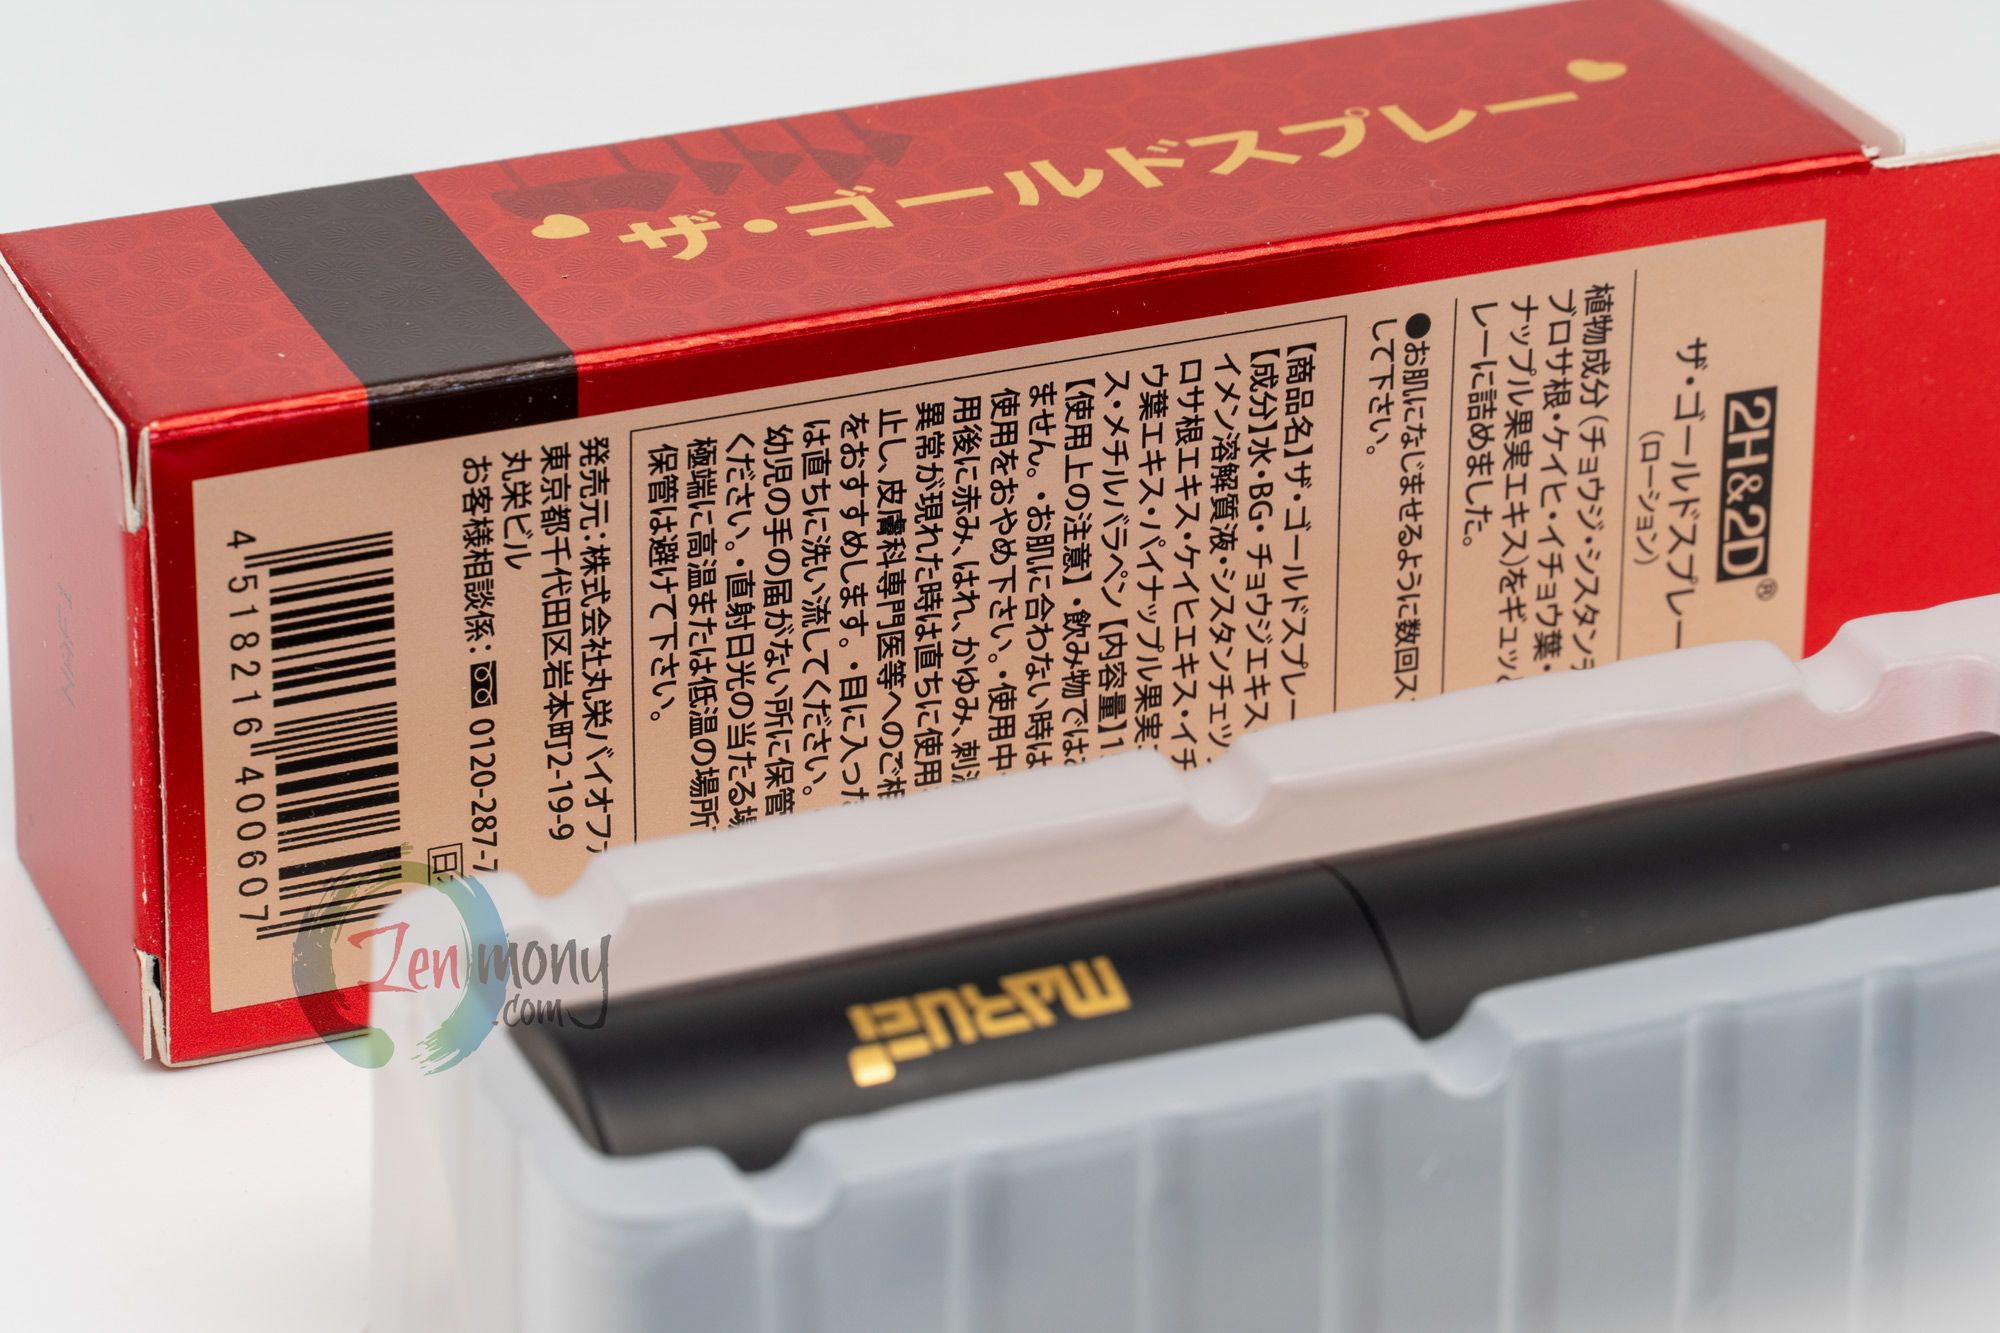 ザ・ゴールドスプレー
2H&2D®
ザ・ゴールドスプレー
(ローション)
植物成分(チョウジ・シスタンチ
ブロサ根・ケイヒ・イチョウ葉・
ナップル果実エキス)をギュッと
レーに詰めました。
●お肌になじませるように数回ス
して下さい。
【商品名】ザ・ゴールドスプレー
【成分】水・BG・チョウジエキス
イメン溶解質液・シスタンチェツ
ロサ根エキス・ケイヒエキス・イチ
ウ葉エキス・パイナップル果実
ス・メチルパラペン【内容量】1
【使用上の注意】・飲み物では
ません。・お肌に合わない時は
使用をおやめ下さい。・使用中
用後に赤み、はれ、かゆみ、刺
異常が現れた時は直ちに使用
止し、皮膚科専門医等へのご相
をおすすめします。・目に入った
は直ちに洗い流してください。
幼児の手の届がない所に保管
ください。・直射日光の当たる場
極端に高温または低温の場所
保管は避けて下さい。
発売元:株式会社丸栄バイオファ
東京都千代田区岩本町2-19-9
丸栄ビル
お客様相談係: 0120-287-7
4 518216 400607
Zenmony
.com
MARUEI